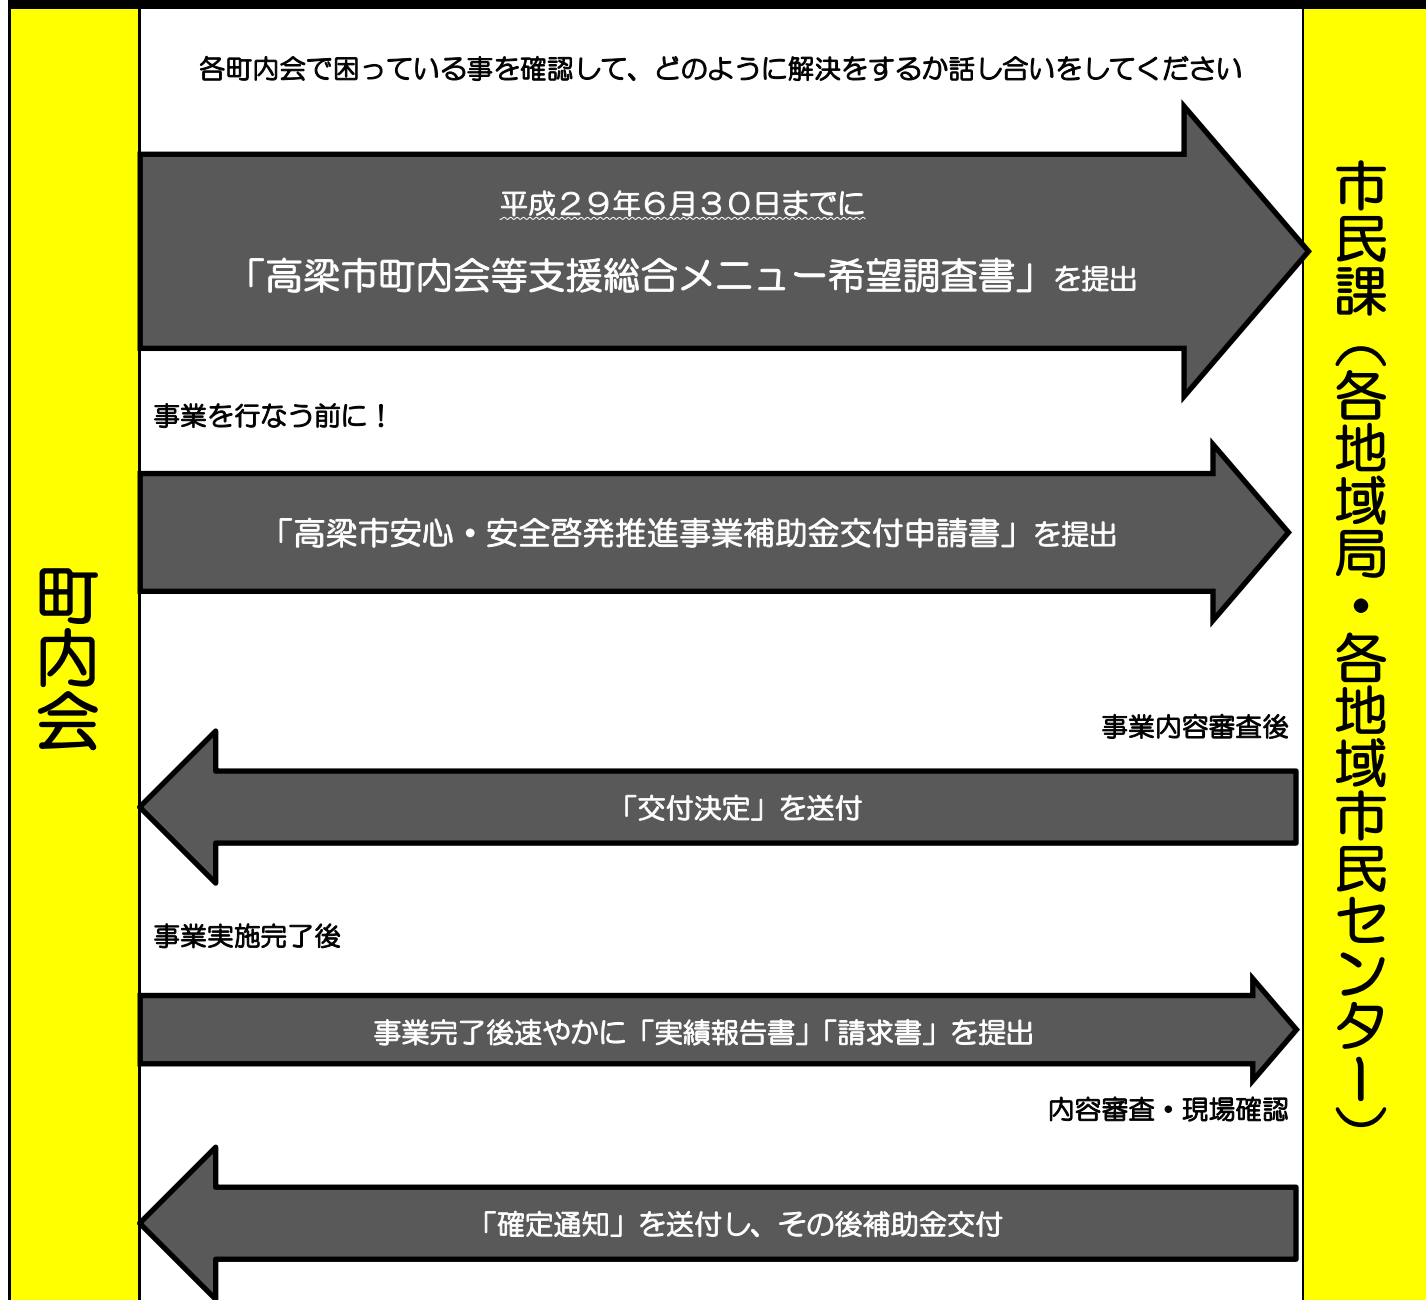 各町内会で困っている事を確認して、どのように解決をするか話し合いをしてください
平成２９年６月３０日までに
「高梁市町内会等支援総合メニュー希望調査書」を提出
事業を行なう前に！
「高梁市安心・安全啓発推進事業補助金交付申請書」を提出
事業内容審査後
「交付決定」を送付
事業実施完了後
事業完了後速やかに「実績報告書」「請求書」を提出
内容審査・現場確認
「確定通知」を送付し、その後補助金交付
町内会
市民課（各地域局・各地域市民センター）